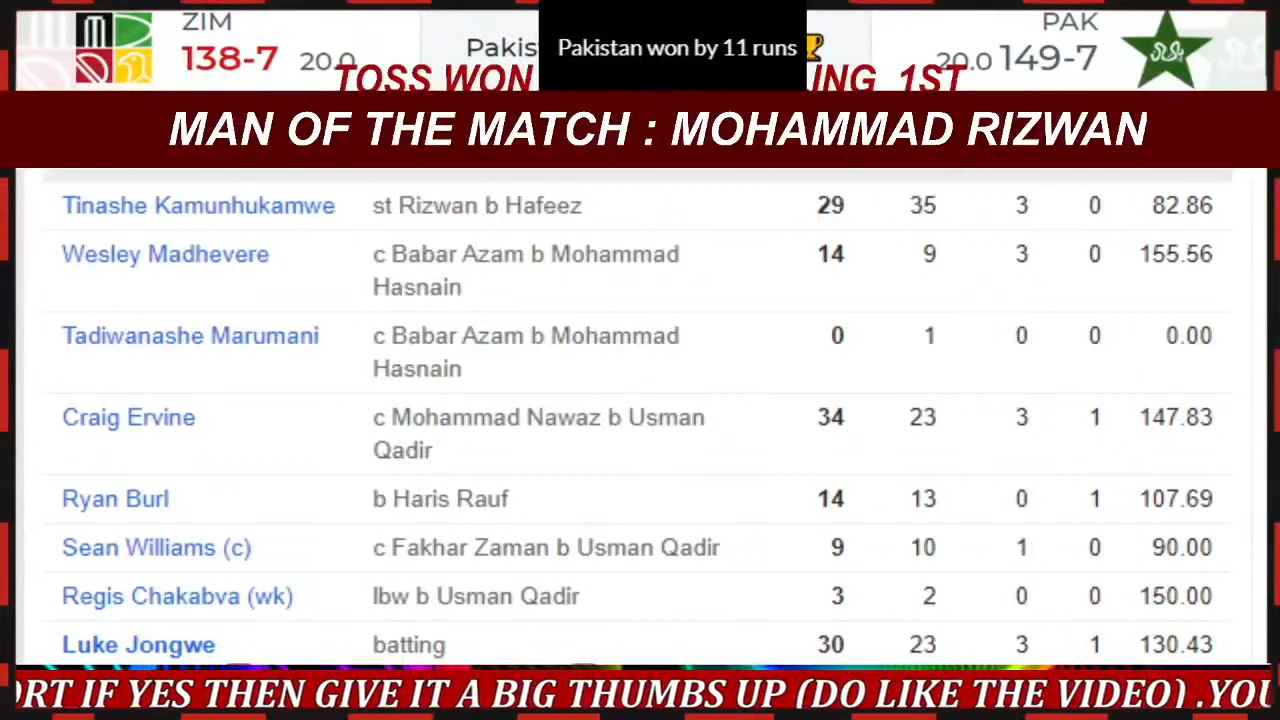 ZIM
138-7 20.0
Pakis
Pakistan won by 11 runs
PAK
20.0 149-7
TOSS WON ING 1ST
MAN OF THE MATCH : MOHAMMAD RIZWAN
Tinashe Kamunhukamwe st Rizwan b Hafeez 29 35 3 0 82.86
Wesley Madhevere c Babar Azam b Mohammad 14 9 3 0 155.56
Hasnain
Tadiwanashe Marumani c Babar Azam b Mohammad 0 1 0 0 0.00
Hasnain
Craig Ervine c Mohammad Nawaz b Usman 34 23 3 1 147.83
Qadir
Ryan Burl b Haris Rauf 14 13 0 1 107.69
Sean Williams (c) c Fakhar Zaman b Usman Qadir 9 10 1 0 90.00
Regis Chakabva (wk) lbw b Usman Qadir 3 2 0 0 150.00
Luke Jongwe batting 30 23 3 1 130.43
ORT IF YES THEN GIVE IT A BIG THUMBS UP (DO LIKE THE VIDEO) .YOU